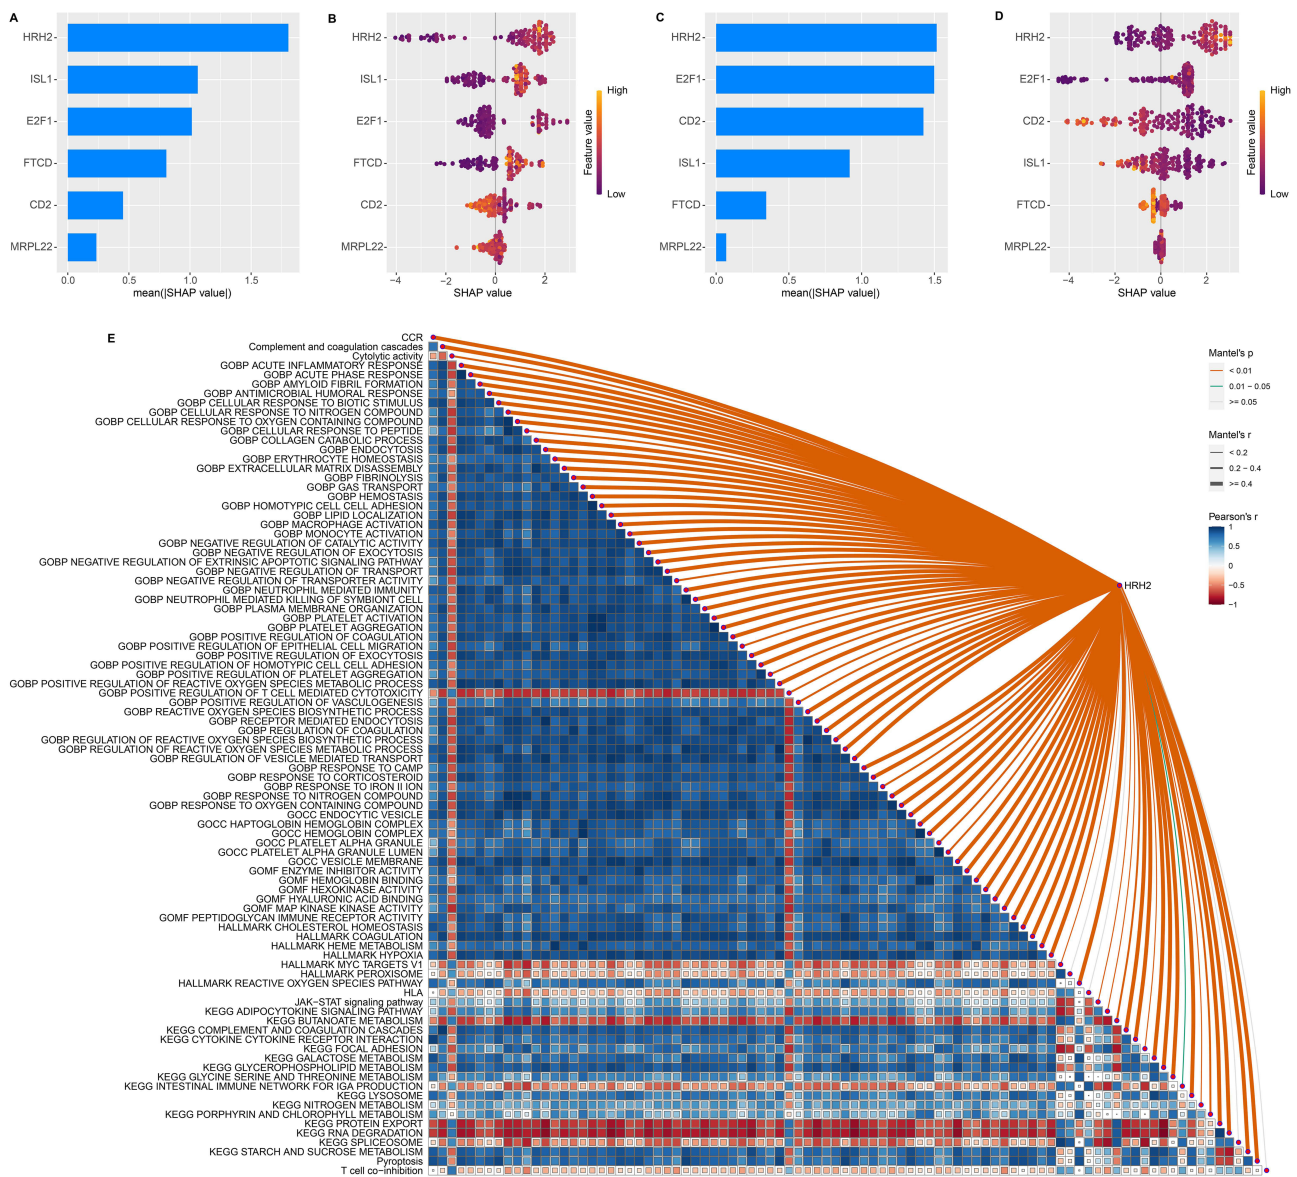 A
HRH2
ISL1
E2F1
FTCD
CD2
MRPL22
0.0 0.5 1.0 1.5
mean(|SHAP value|)
B
HRH2
ISL1
E2F1
FTCD
CD2
MRPL22
−4 −2 0 2
SHAP value
High
Feature value
Low
C
HRH2
E2F1
CD2
ISL1
FTCD
MRPL22
0.0 0.5 1.0 1.5
mean(|SHAP value|)
D
HRH2
E2F1
CD2
ISL1
FTCD
MRPL22
−4 −2 0 2
SHAP value
High
Feature value
Low
E
CCR
Complement and coagulation cascades
Cytolytic activity
GOBP ACUTE INFLAMMATORY RESPONSE
GOBP ACUTE PHASE RESPONSE
GOBP AMYLOID FIBRIL FORMATION
GOBP ANTIMICROBIAL HUMORAL RESPONSE
GOBP CELLULAR RESPONSE TO BIOTIC STIMULUS
GOBP CELLULAR RESPONSE TO NITROGEN COMPOUND
GOBP CELLULAR RESPONSE TO OXYGEN CONTAINING COMPOUND
GOBP CELLULAR RESPONSE TO PEPTIDE
GOBP COLLAGEN CATABOLIC PROCESS
GOBP ENDOCYTOSIS
GOBP ERYTHROCYTE HOMEOSTASIS
GOBP EXTRACELLULAR MATRIX DISASSEMBLY
GOBP FIBRINOLYSIS
GOBP GAS TRANSPORT
GOBP HEMOSTASIS
GOBP HOMOTYPIC CELL CELL ADHESION
GOBP LIPID LOCALIZATION
GOBP MACROPHAGE ACTIVATION
GOBP MONOCYTE ACTIVATION
GOBP NEGATIVE REGULATION OF CATALYTIC ACTIVITY
GOBP NEGATIVE REGULATION OF EXOCYTOSIS
GOBP NEGATIVE REGULATION OF EXTRINSIC APOPTOTIC SIGNALING PATHWAY
GOBP NEGATIVE REGULATION OF TRANSPORT
GOBP NEGATIVE REGULATION OF TRANSPORTER ACTIVITY
GOBP NEUTROPHIL MEDIATED IMMUNITY
GOBP NEUTROPHIL MEDIATED KILLING OF SYMBIONT CELL
GOBP PLASMA MEMBRANE ORGANIZATION
GOBP PLATELET ACTIVATION
GOBP PLATELET AGGREGATION
GOBP POSITIVE REGULATION OF COAGULATION
GOBP POSITIVE REGULATION OF EPITHELIAL CELL MIGRATION
GOBP POSITIVE REGULATION OF EXOCYTOSIS
GOBP POSITIVE REGULATION OF HOMOTYPIC CELL CELL ADHESION
GOBP POSITIVE REGULATION OF PLATELET AGGREGATION
GOBP POSITIVE REGULATION OF REACTIVE OXYGEN SPECIES METABOLIC PROCESS
GOBP POSITIVE REGULATION OF T CELL MEDIATED CYTOTOXICITY
GOBP POSITIVE REGULATION OF VASCULOGENESIS
GOBP REACTIVE OXYGEN SPECIES BIOSYNTHETIC PROCESS
GOBP RECEPTOR MEDIATED ENDOCYTOSIS
GOBP REGULATION OF COAGULATION
GOBP REGULATION OF REACTIVE OXYGEN SPECIES BIOSYNTHETIC PROCESS
GOBP REGULATION OF REACTIVE OXYGEN SPECIES METABOLIC PROCESS
GOBP REGULATION OF VESICLE MEDIATED TRANSPORT
GOBP RESPONSE TO CAMP
GOBP RESPONSE TO CORTICOSTEROID
GOBP RESPONSE TO IRON II ION
GOBP RESPONSE TO NITROGEN COMPOUND
GOBP RESPONSE TO OXYGEN CONTAINING COMPOUND
GOCC ENDOCYTIC VESICLE
GOCC HAPTOGLOBIN HEMOGLOBIN COMPLEX
GOCC HEMOGLOBIN COMPLEX
GOCC PLATELET ALPHA GRANULE
GOCC PLATELET ALPHA GRANULE LUMEN
GOCC VESICLE MEMBRANE
GOMF ENZYME INHIBITOR ACTIVITY
GOMF HEMOGLOBIN BINDING
GOMF HEXOKINASE ACTIVITY
GOMF HYALURONIC ACID BINDING
GOMF MAP KINASE KINASE ACTIVITY
GOMF PEPTIDOGLYCAN IMMUNE RECEPTOR ACTIVITY
HALLMARK CHOLESTEROL HOMEOSTASIS
HALLMARK COAGULATION
HALLMARK HEME METABOLISM
HALLMARK HYPOXIA
HALLMARK MYC TARGETS V1
HALLMARK PEROXISOME
HALLMARK REACTIVE OXYGEN SPECIES PATHWAY
HLA
JAK−STAT signaling pathway
KEGG ADIPOCYTOKINE SIGNALING PATHWAY
KEGG BUTANOATE METABOLISM
KEGG COMPLEMENT AND COAGULATION CASCADES
KEGG CYTOKINE CYTOKINE RECEPTOR INTERACTION
KEGG FOCAL ADHESION
KEGG GALACTOSE METABOLISM
KEGG GLYCEROPHOSPHOLIPID METABOLISM
KEGG GLYCINE SERINE AND THREONINE METABOLISM
KEGG INTESTINAL IMMUNE NETWORK FOR IGA PRODUCTION
KEGG LYSOSOME
KEGG NITROGEN METABOLISM
KEGG PORPHYRIN AND CHLOROPHYLL METABOLISM
KEGG PROTEIN EXPORT
KEGG RNA DEGRADATION
KEGG SPLICEOSOME
KEGG STARCH AND SUCROSE METABOLISM
Pyroptosis
T cell co−inhibition
HRH2
Mantel's p
< 0.01
0.01 − 0.05
>= 0.05
Mantel's r
< 0.2
0.2 − 0.4
>= 0.4
Pearson's r
1
0.5
0
−0.5
−1